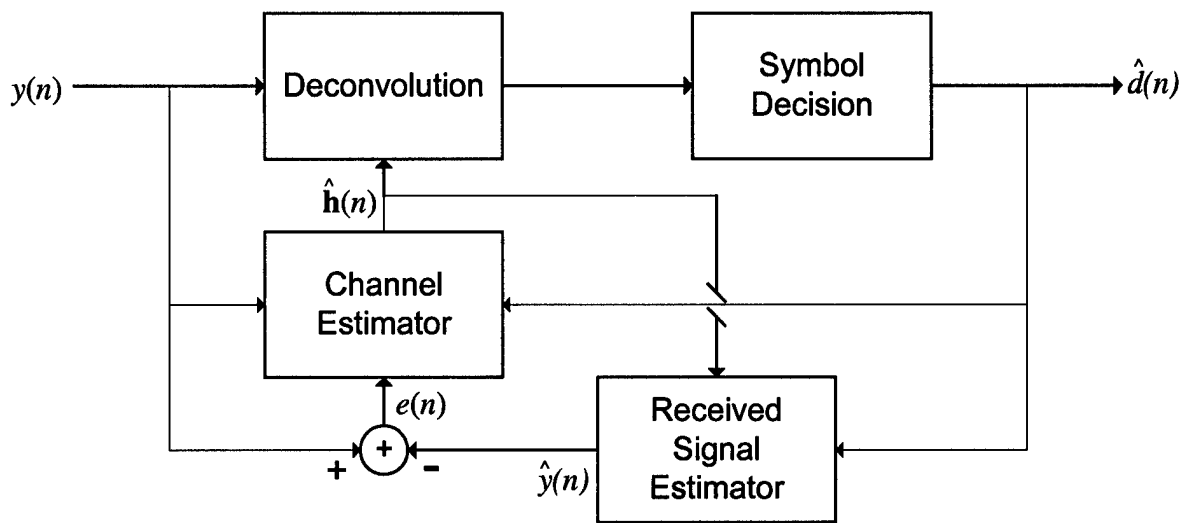 y(n)
Deconvolution
Symbol
Decision
d̂(n)
ĥ(n)
Channel
Estimator
e(n)
+
+
−
ŷ(n)
Received
Signal
Estimator